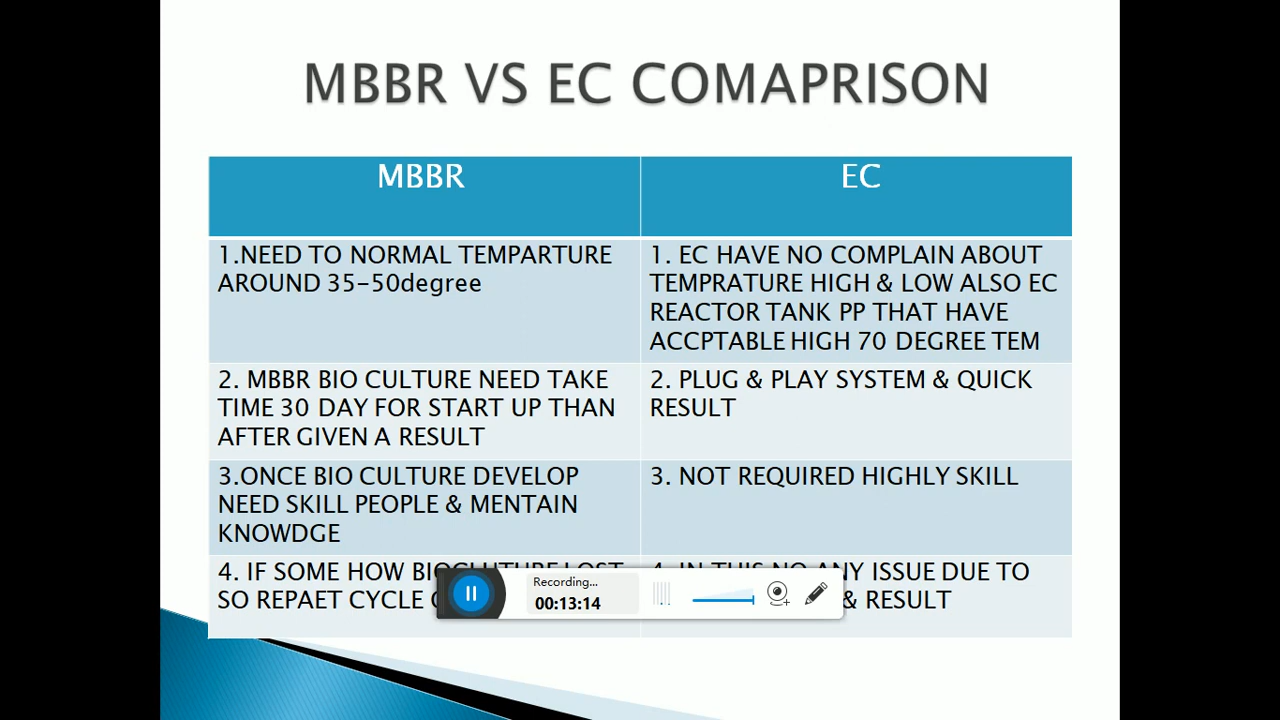 MBBR VS EC COMAPRISON
MBBR
EC
1.NEED TO NORMAL TEMPARTURE
AROUND 35-50degree
1. EC HAVE NO COMPLAIN ABOUT
TEMPRATURE HIGH & LOW ALSO EC
REACTOR TANK PP THAT HAVE
ACCPTABLE HIGH 70 DEGREE TEM
2. MBBR BIO CULTURE NEED TAKE
TIME 30 DAY FOR START UP THAN
AFTER GIVEN A RESULT
2. PLUG & PLAY SYSTEM & QUICK
RESULT
3.ONCE BIO CULTURE DEVELOP
NEED SKILL PEOPLE & MENTAIN
KNOWDGE
3. NOT REQUIRED HIGHLY SKILL
4. IF SOME HOW
SO REPAET CYCLE
ANY ISSUE DUE TO
& RESULT
Recording...
00:13:14